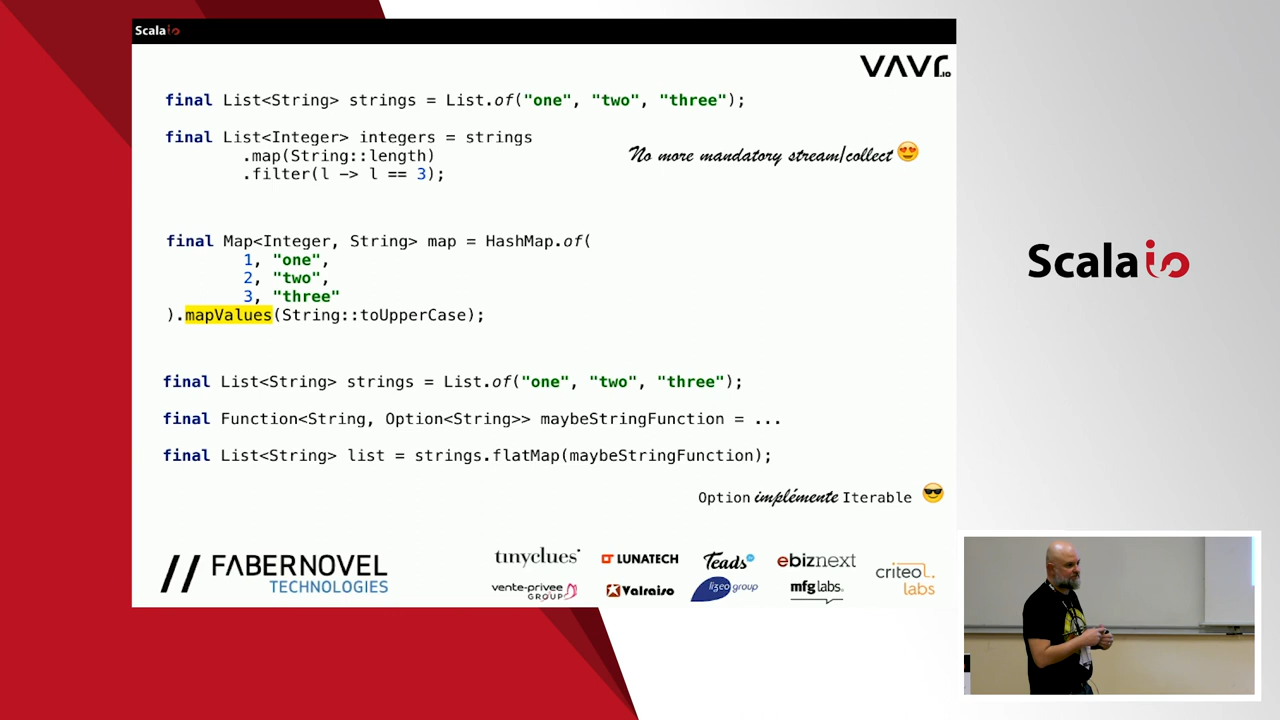 Scalaio
VAVr.io
final List<String> strings = List.of("one", "two", "three");
final List<Integer> integers = strings
.map(String::length)
.filter(l -> l == 3);
No more mandatory stream/collect 😍
final Map<Integer, String> map = HashMap.of(
1, "one",
2, "two",
3, "three"
).mapValues(String::toUpperCase);
final List<String> strings = List.of("one", "two", "three");
final Function<String, Option<String>> maybeStringFunction = ...
final List<String> list = strings.flatMap(maybeStringFunction);
Option implémente Iterable 😎
// FABERNOVEL
TECHNOLOGIES
tinyclues
LUNATECH
Teads
ebiznext
criteo.
labs
vente-privee
GROUP
Valraiso
lizeo group
mfg labs.
Scalaio